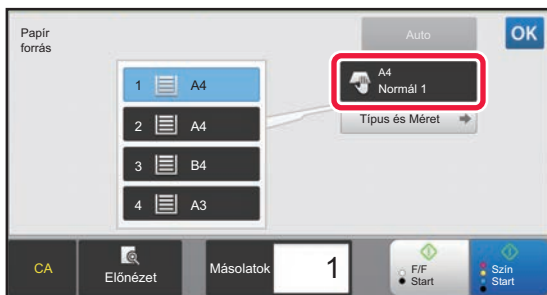 Papír
forrás
Auto
OK
1 A4
2 A4
3 B4
4 A3
A4
Normál 1
Típus és Méret
CA
Előnézet
Másolatok
1
F/F
Start
Szín
Start